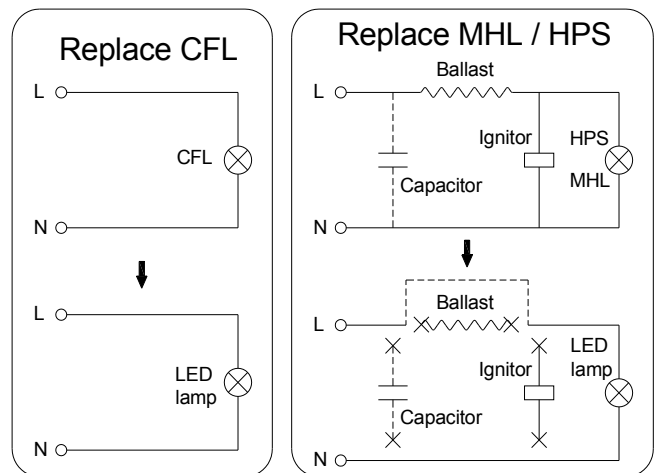 Replace CFL
L
CFL
N
L
LED
lamp
N
Replace MHL / HPS
Ballast
L
Ignitor
HPS
MHL
Capacitor
N
Ballast
L
Ignitor
LED
lamp
Capacitor
N